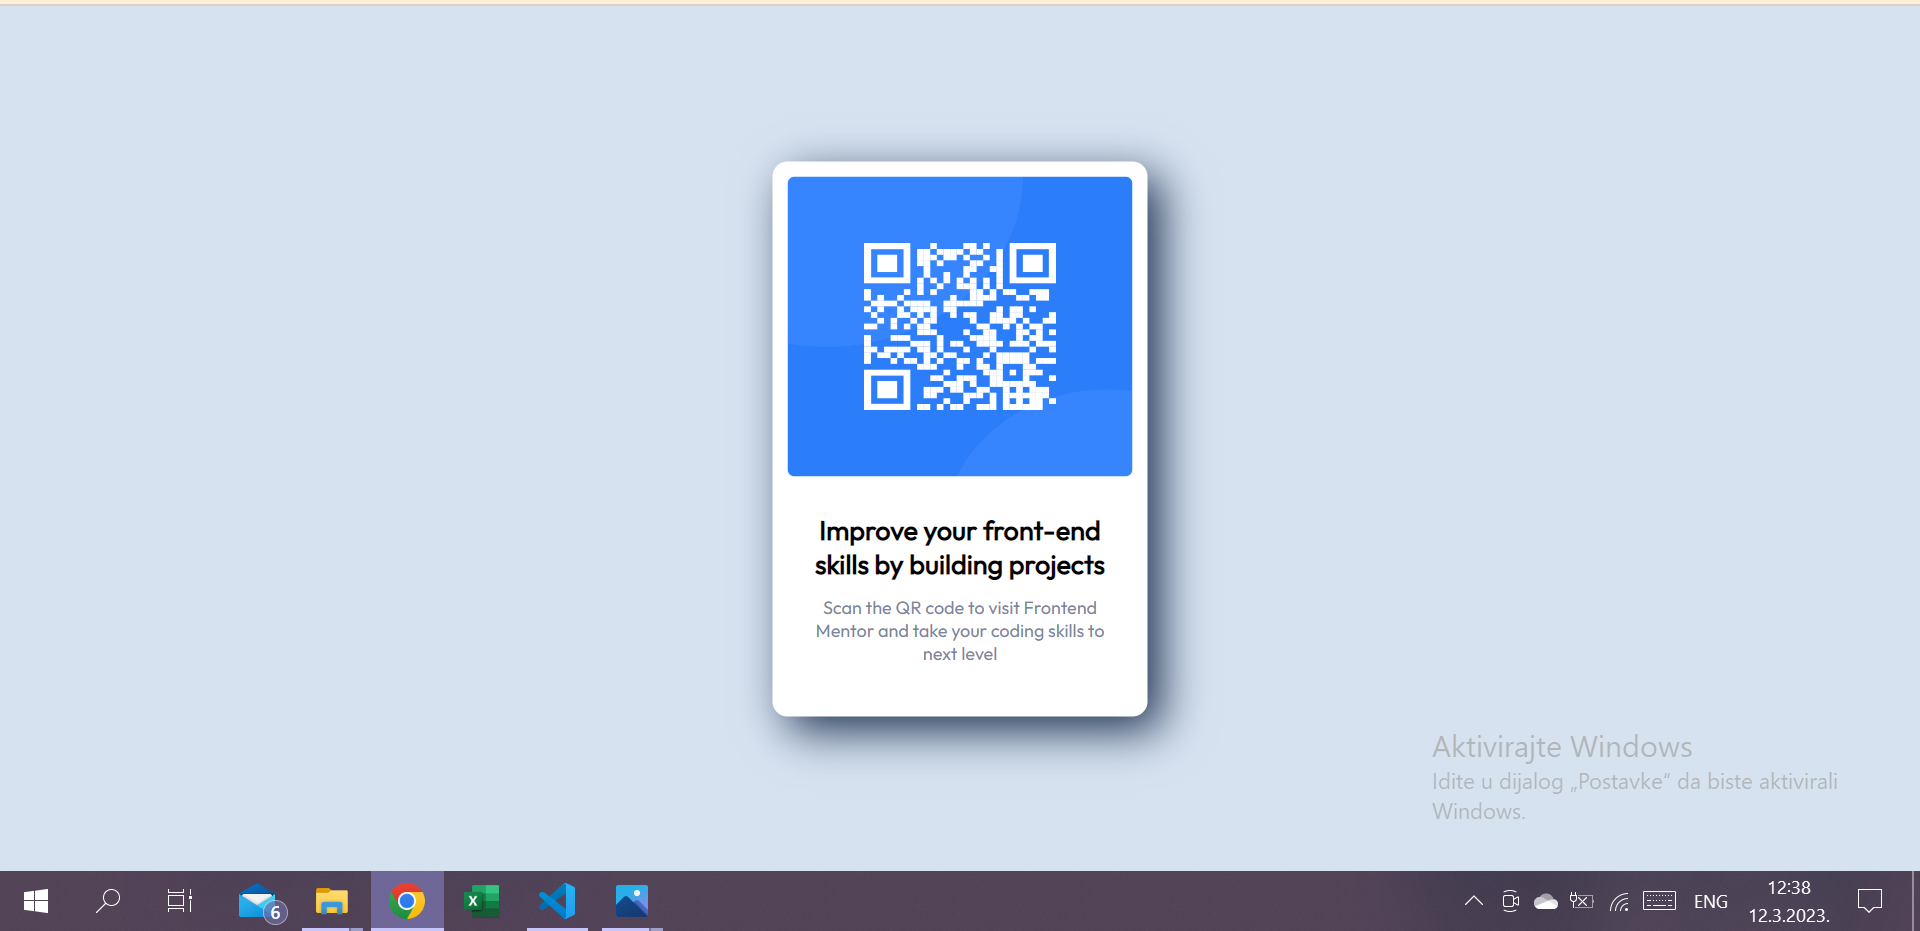 Improve your front-end
skills by building projects
Scan the QR code to visit Frontend
Mentor and take your coding skills to
next level
Aktivirajte Windows
Idite u dijalog „Postavke“ da biste aktivirali
Windows.
6
X
ENG
12:38
12.3.2023.